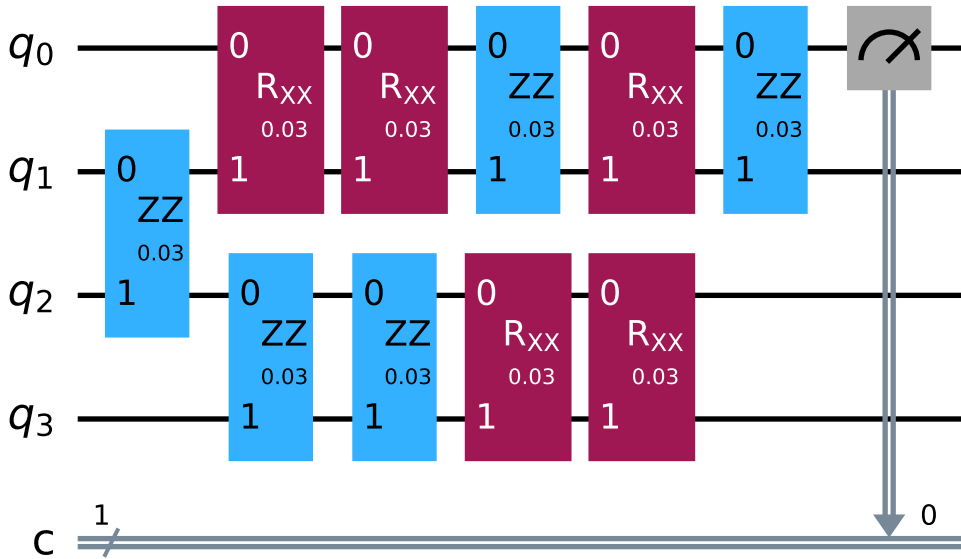 q0 0 0 0 0 0
RXX RXX ZZ RXX ZZ
0.03 0.03 0.03 0.03 0.03
q1 0 1 1 1 1 1
ZZ
0.03
q2 1 0 0 0 0
ZZ ZZ RXX RXX
0.03 0.03 0.03 0.03
q3 1 1 1 1
1 0
c